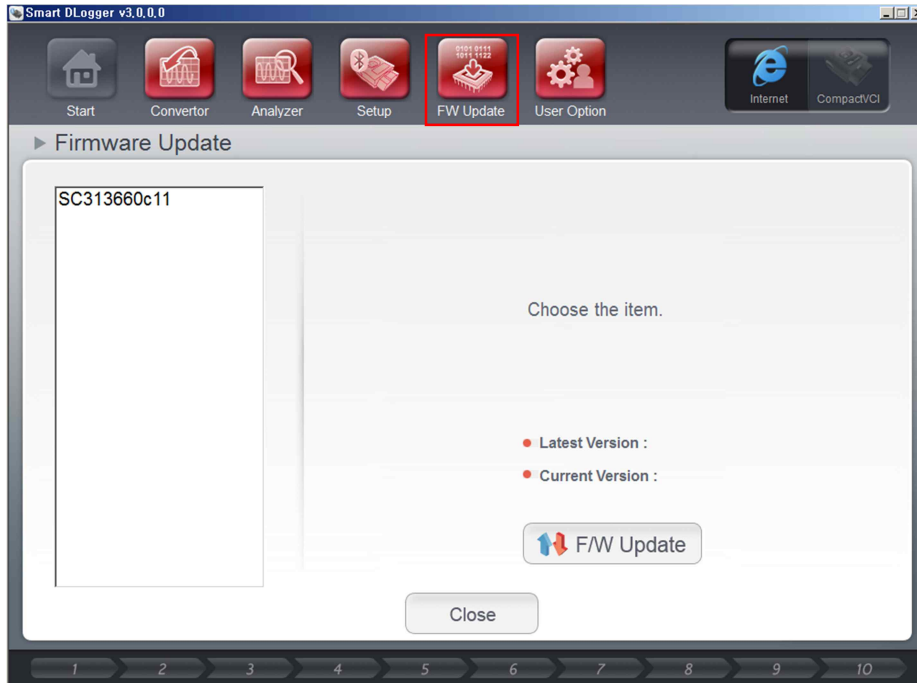 Smart DLogger v3,0,0,0
Start
Convertor
Analyzer
Setup
0101 0111
1011 1122
FW Update
User Option
Internet
CompactVCI
Firmware Update
SC313660c11
Choose the item.
Latest Version :
Current Version :
F/W Update
Close
1 2 3 4 5 6 7 8 9 10